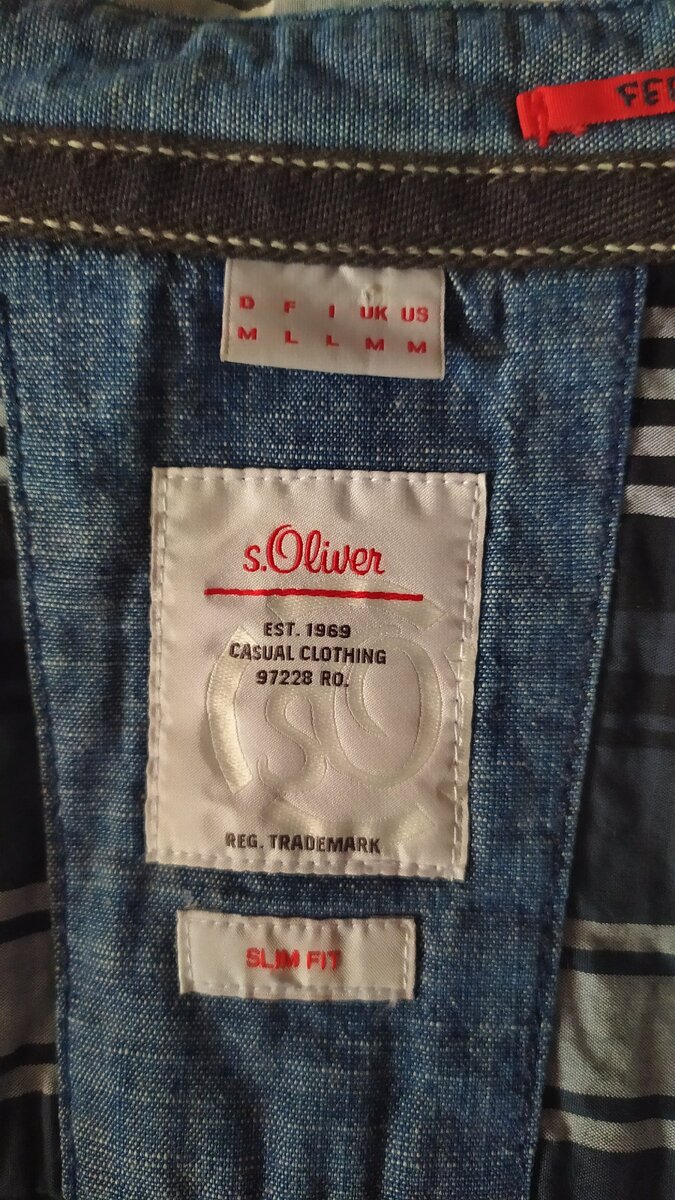 D F I UK US
M L L M M
s.Oliver
EST. 1969
CASUAL CLOTHING
97228 RO.
REG. TRADEMARK
SLIM FIT